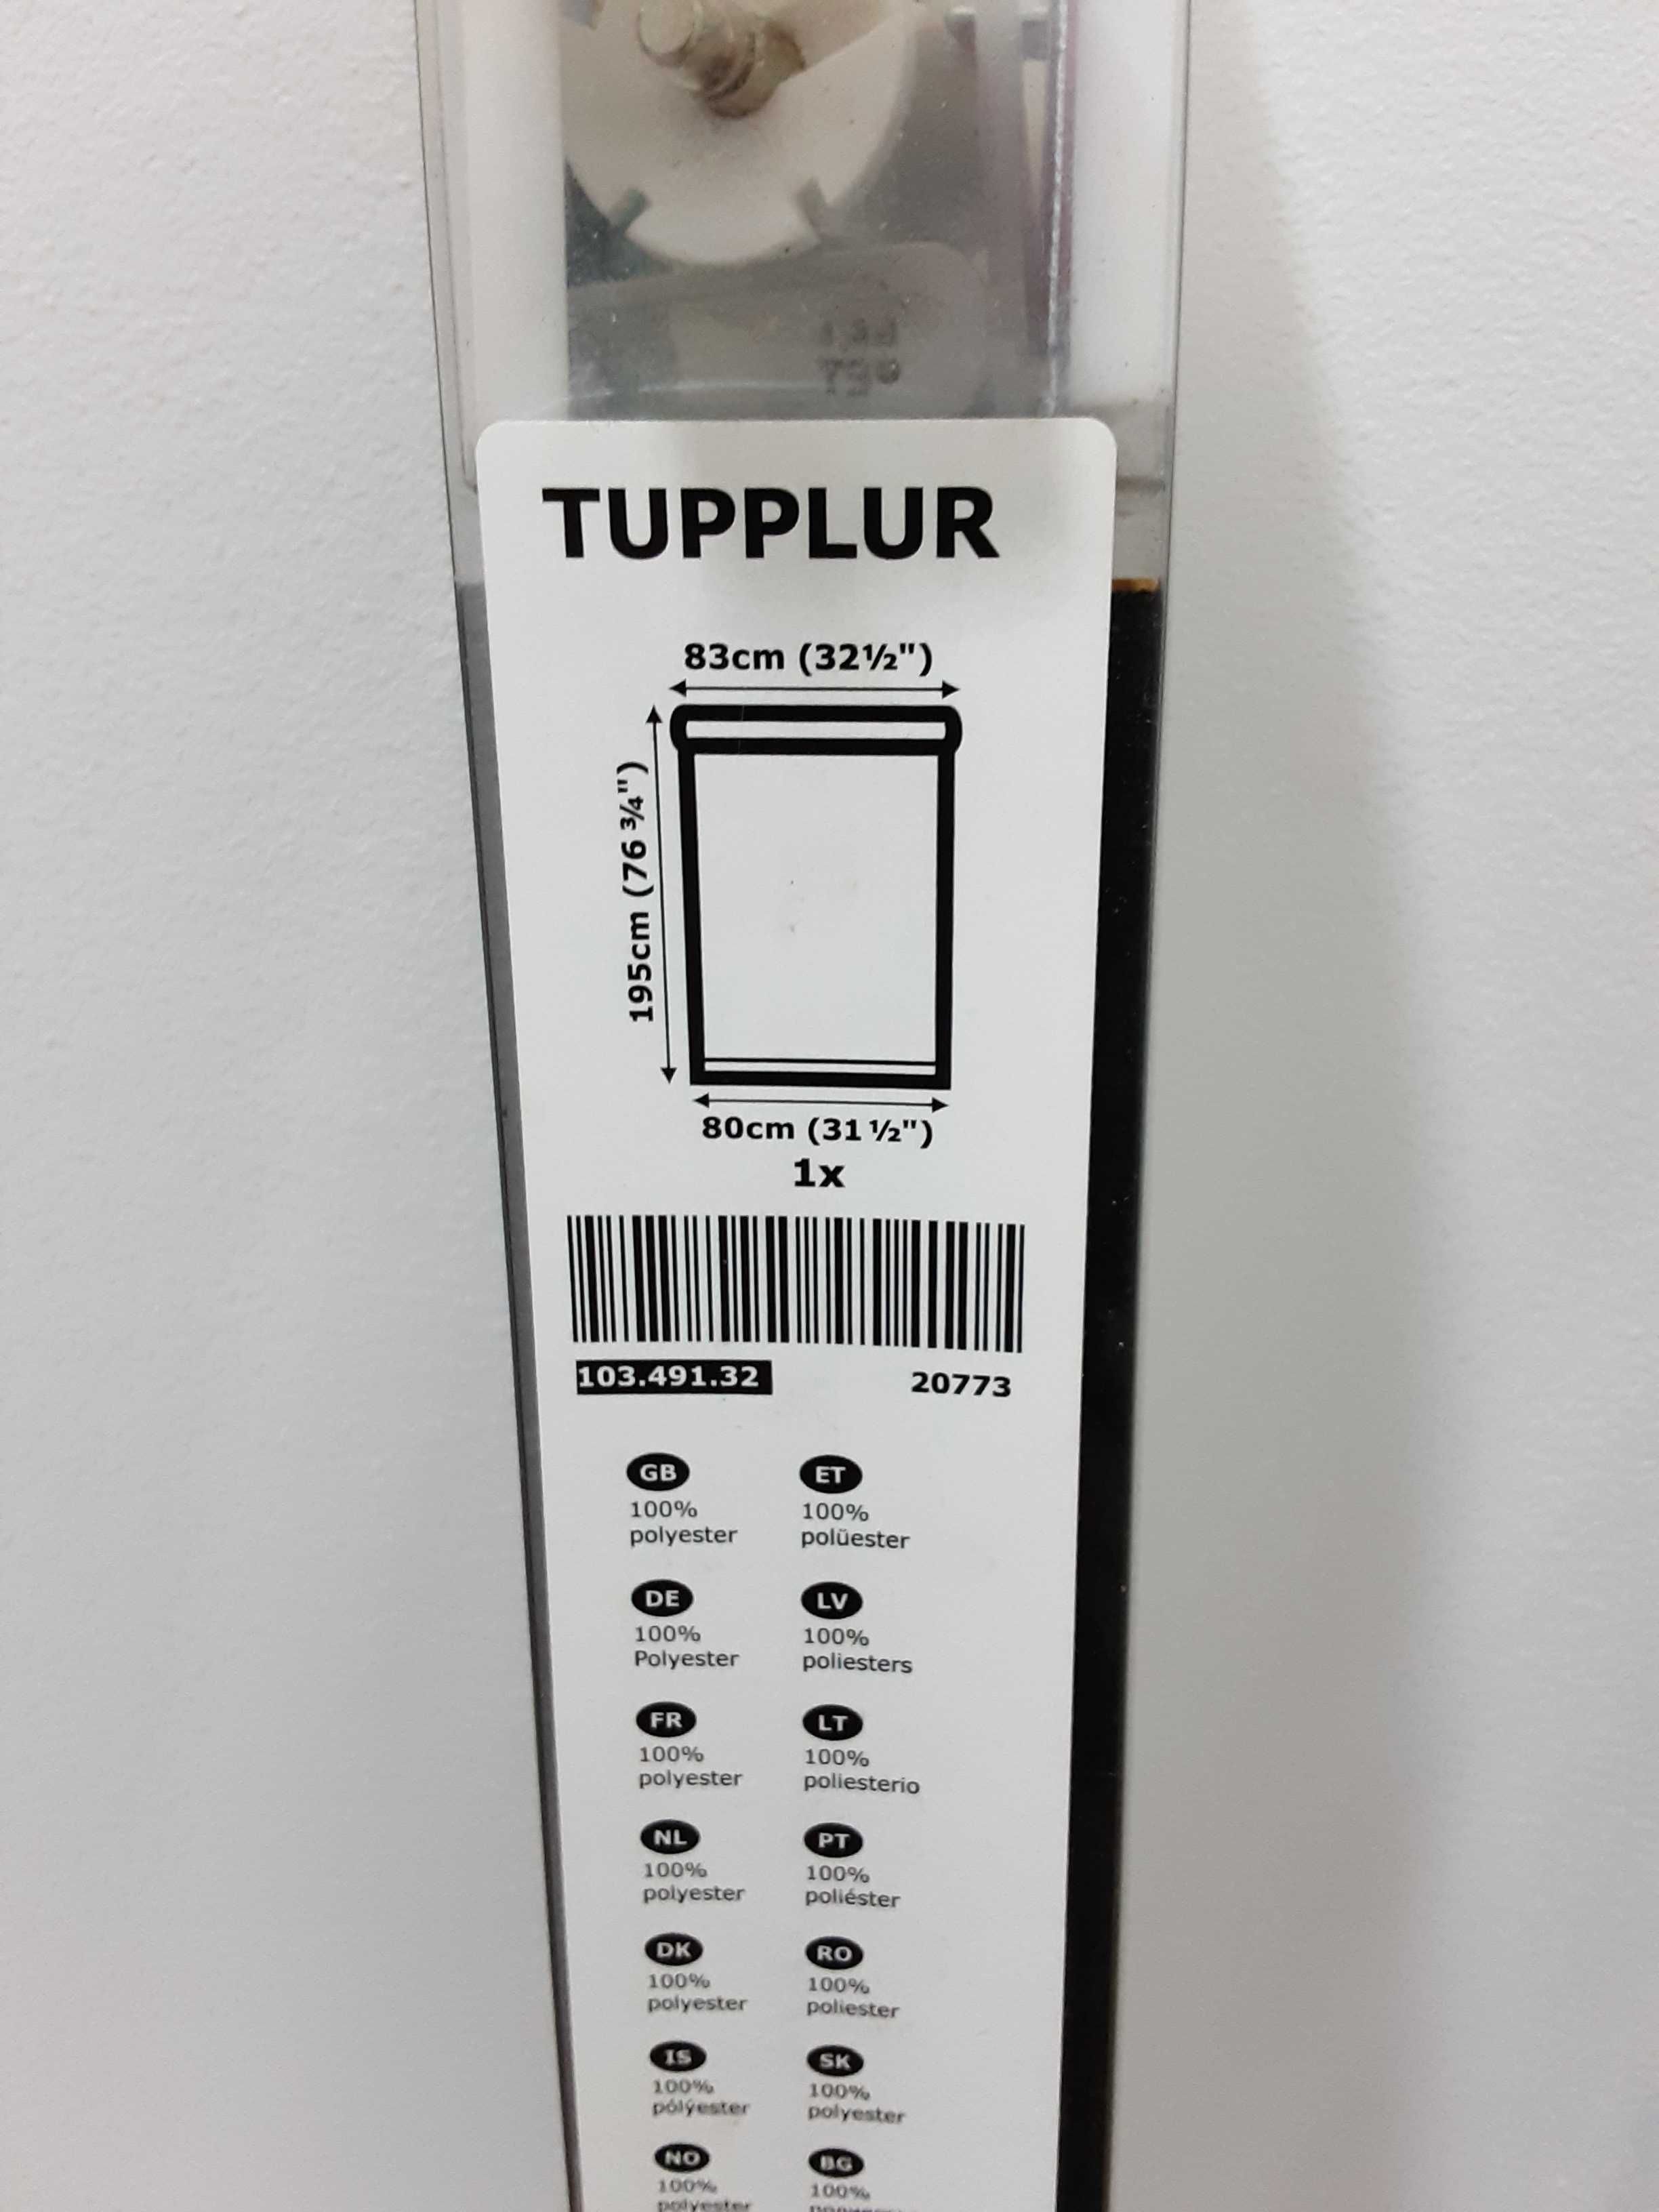 TUPPLUR
83cm (32½")
195cm (76 ¾")
80cm (31 ½")
1x
103.491.32 20773
GB ET
100% 100%
polyester polüester
DE LV
100% 100%
Polyester poliesters
FR LT
100% 100%
polyester poliesterio
NL PT
100% 100%
polyester poliéster
DK RO
100% 100%
polyester poliester
IS SK
100% 100%
pólýester polyester
NO BG
100% 100%
polyester